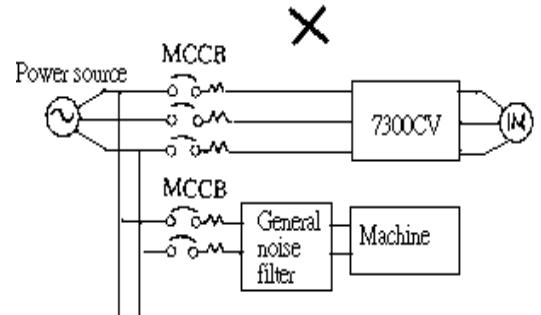 MCCB
Power source
7300CV
IM
MCCB
General
noise
filter
Machine